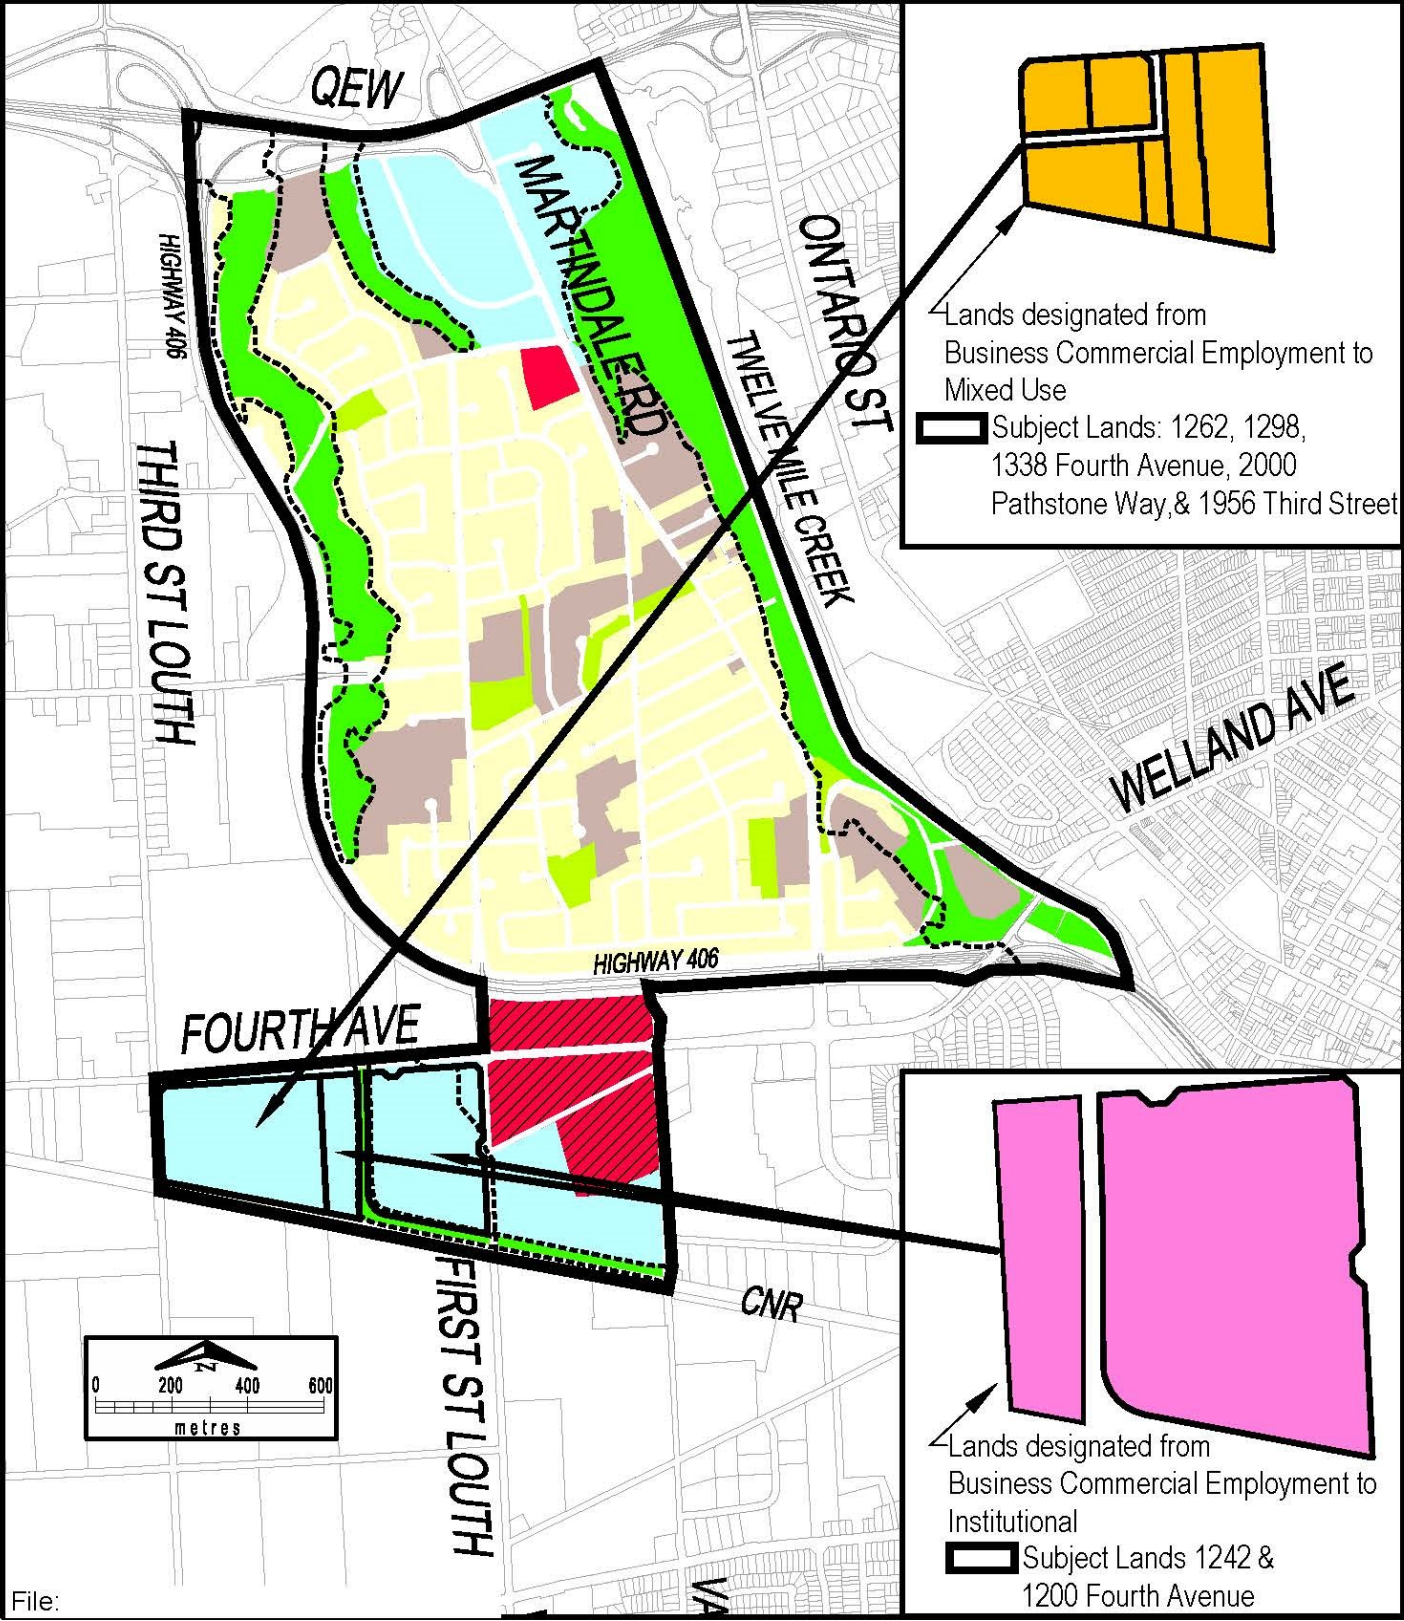 QEW
MARTINDALE RD
HIGHWAY 406
ONTARIO ST
TWELVE MILE CREEK
THIRD ST LOUTH
WELLAND AVE
HIGHWAY 406
FOURTH AVE
FIRST ST LOUTH
CNR
Lands designated from
Business Commercial Employment to
Mixed Use
Subject Lands: 1262, 1298,
1338 Fourth Avenue, 2000
Pathstone Way,& 1956 Third Street
N
0 200 400 600
metres
Lands designated from
Business Commercial Employment to
Institutional
Subject Lands 1242 &
1200 Fourth Avenue
File:
VA